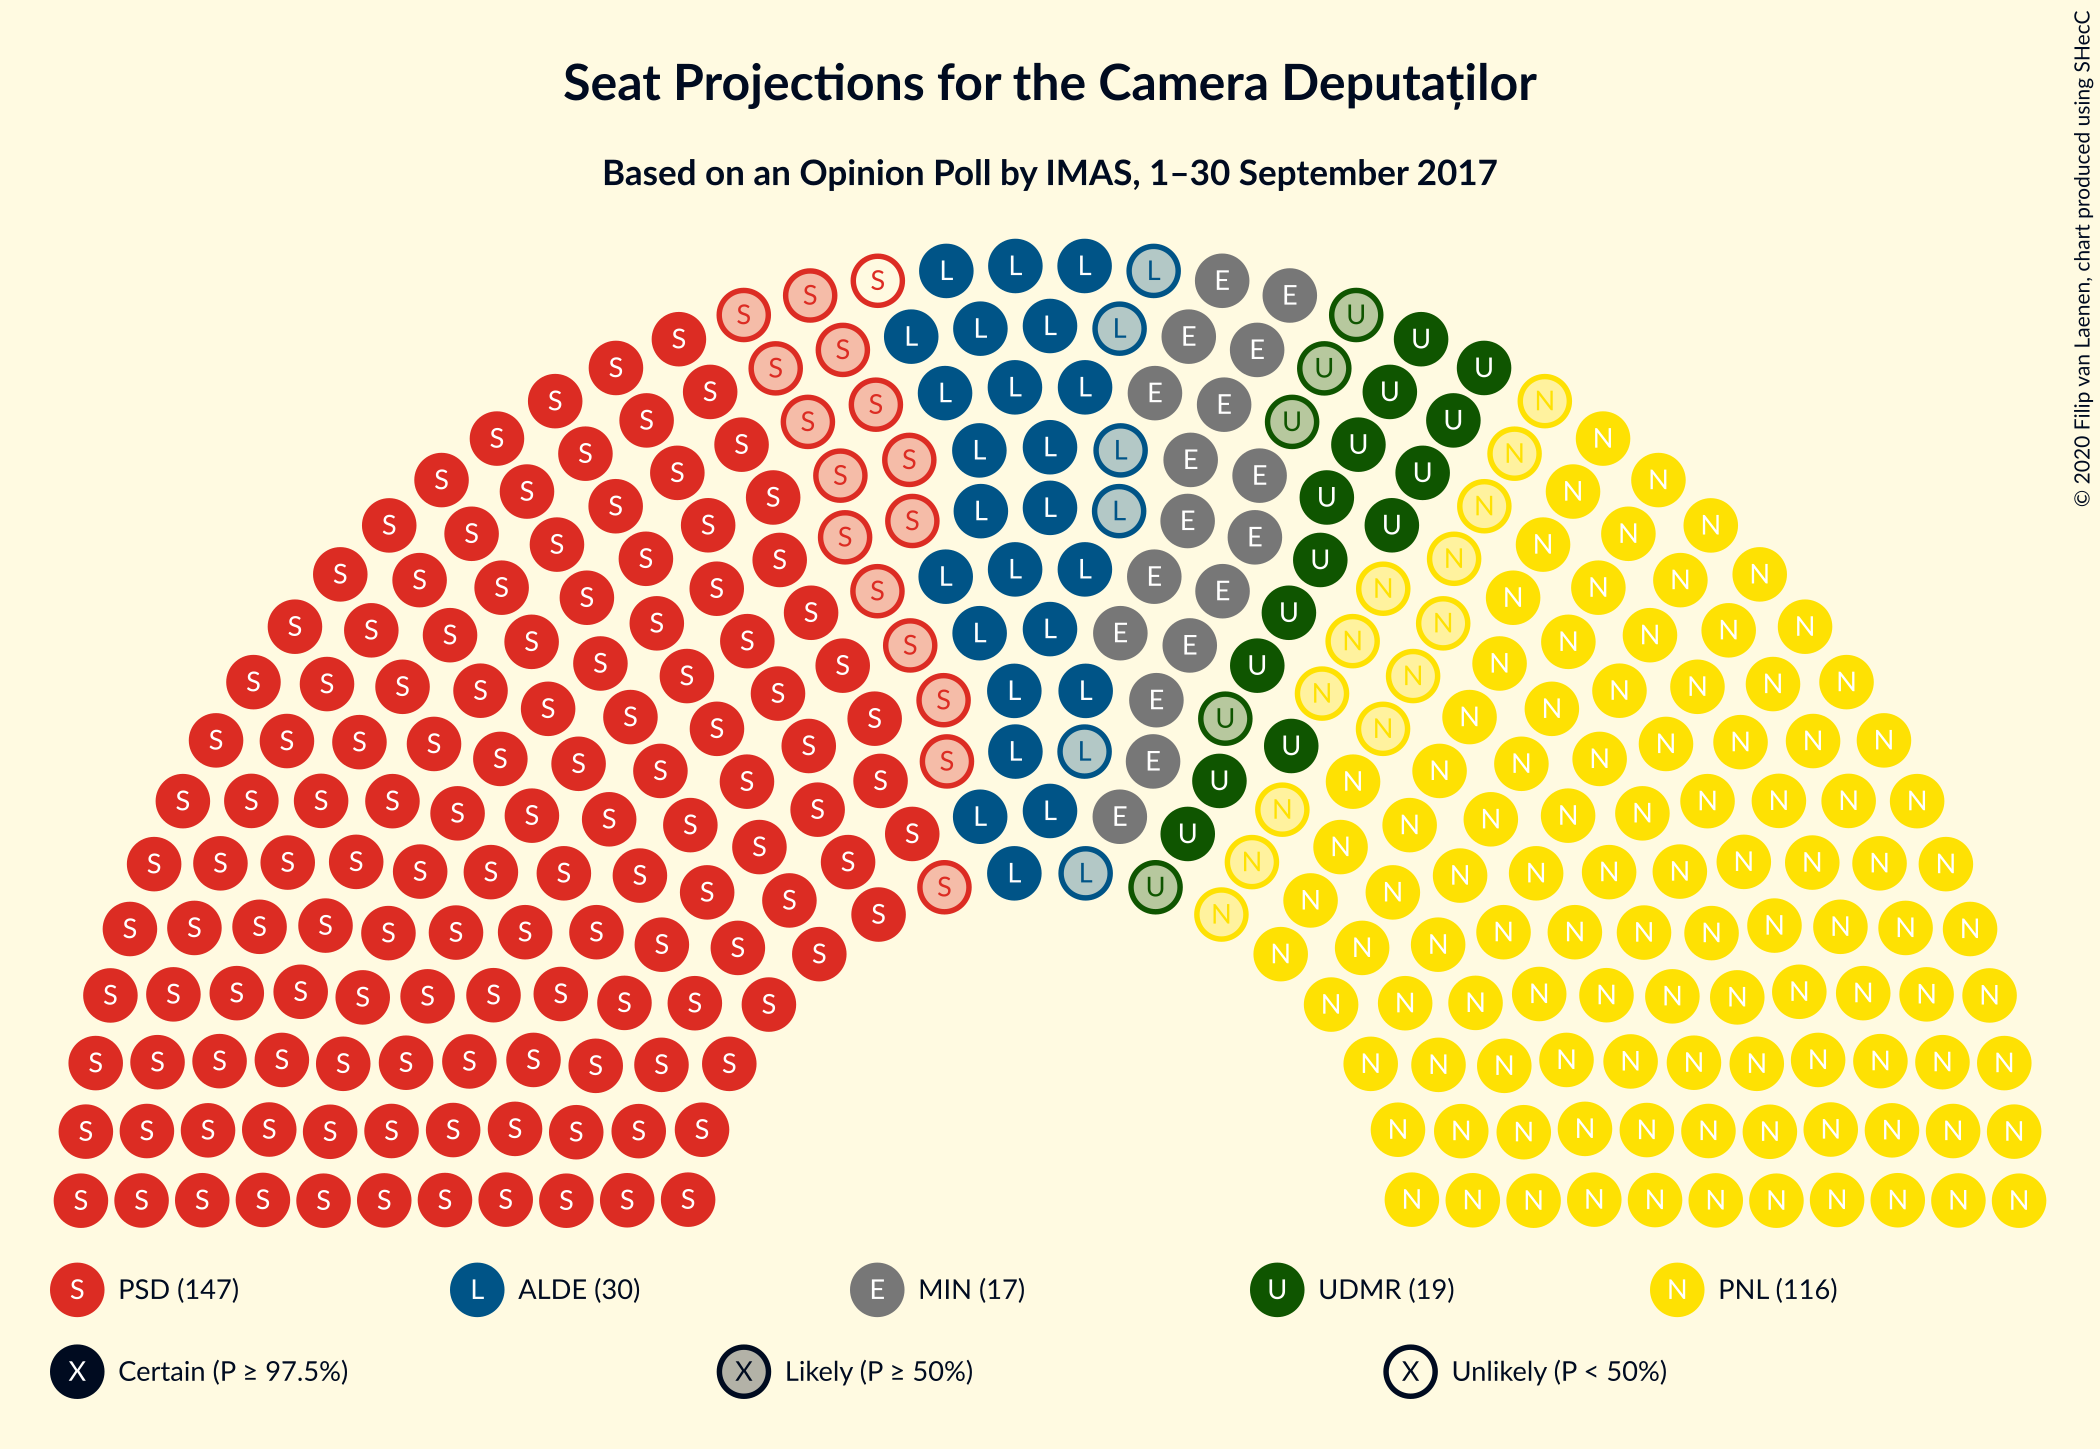 Seat Projections for the Camera Deputaților
Based on an Opinion Poll by IMAS, 1–30 September 2017
© 2020 Filip van Laenen, chart produced using SHecC
S PSD (147) L ALDE (30) E MIN (17) U UDMR (19) N PNL (116)
X Certain (P ≥ 97.5%) X Likely (P ≥ 50%) X Unlikely (P < 50%)